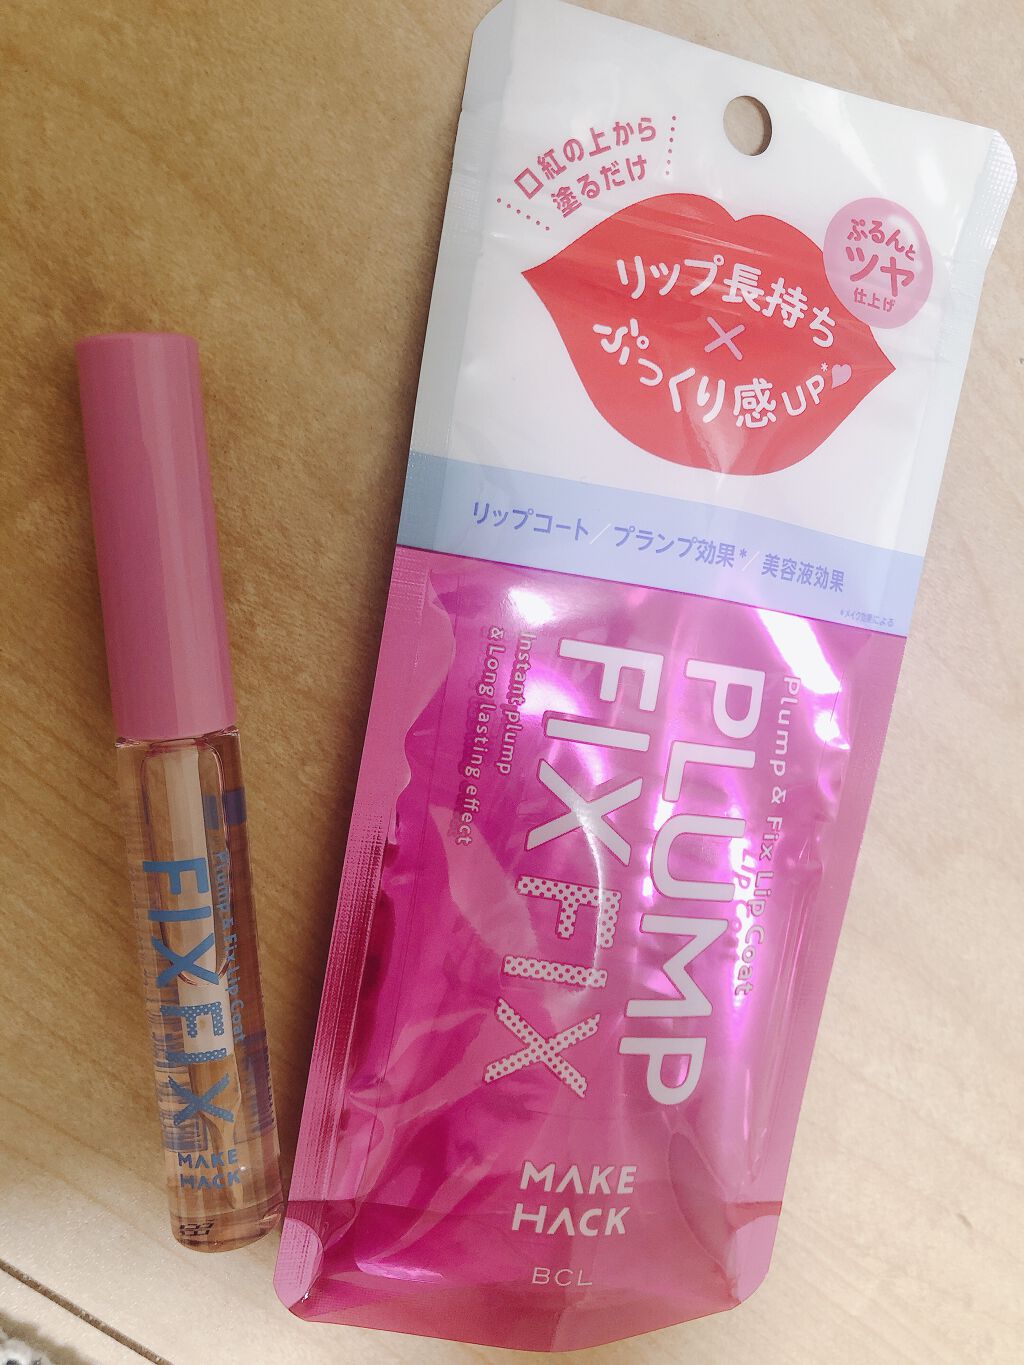 口紅の上から
塗るだけ
ぷるんと
ツヤ
仕上げ
リップ長持ち
×
ぷっくり感UP*
リップコート/プランプ効果*/美容液効果
*メイク効果による
Plump & Fix Lip Coat
PLUMP
FIXFIX
Instant plump
& Long lasting effect
MAKE
HACK
BCL
Plump & Fix Lip Coat
FIXFIX
MAKE
HACK